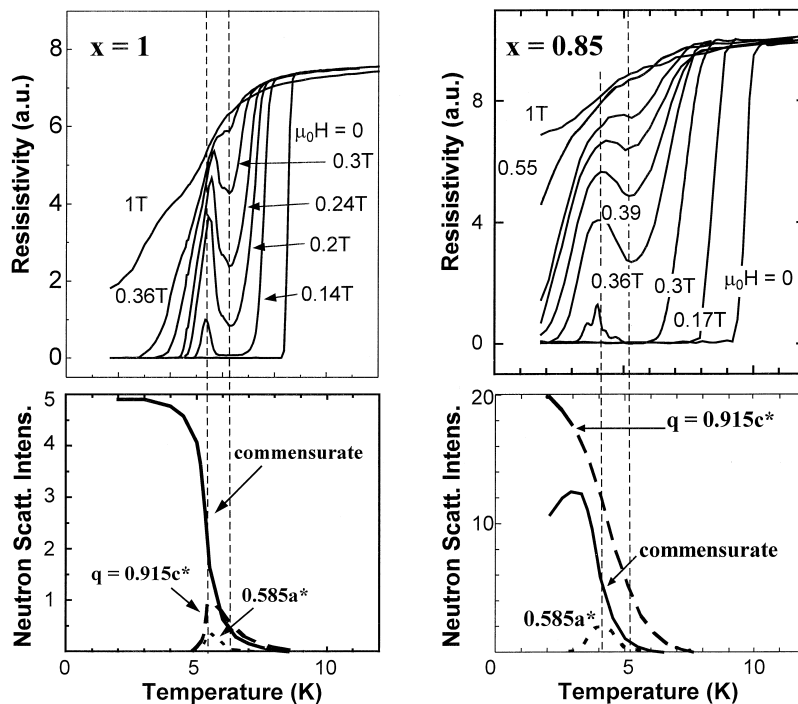 x = 1
Resisistivity (a.u.)
8
6
4
2
0
μ₀H = 0
0.3T
0.24T
0.2T
0.14T
1T
0.36T
x = 0.85
Resistivity (a.u.)
8
4
0
1T
0.55
0.39
0.36T
0.3T
0.17T
μ₀H = 0
Neutron Scatt. Intens.
5
4
3
2
1
commensurate
q = 0.915c*
0.585a*
0
5
10
Temperature (K)
Neutron Scatt. Intens.
20
10
q = 0.915c*
commensurate
0.585a*
0
5
10
Temperature (K)